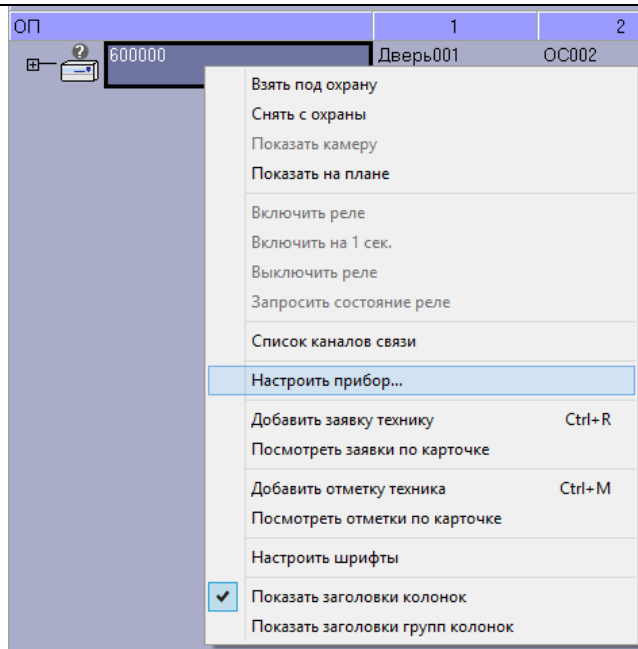 ОП 1 2
600000 Дверь001 ОС002
Взять под охрану
Снять с охраны
Показать камеру
Показать на плане
Включить реле
Включить на 1 сек.
Выключить реле
Запросить состояние реле
Список каналов связи
Настроить прибор...
Добавить заявку технику Ctrl+R
Посмотреть заявки по карточке
Добавить отметку техника Ctrl+M
Посмотреть отметки по карточке
Настроить шрифты
Показать заголовки колонок
Показать заголовки групп колонок